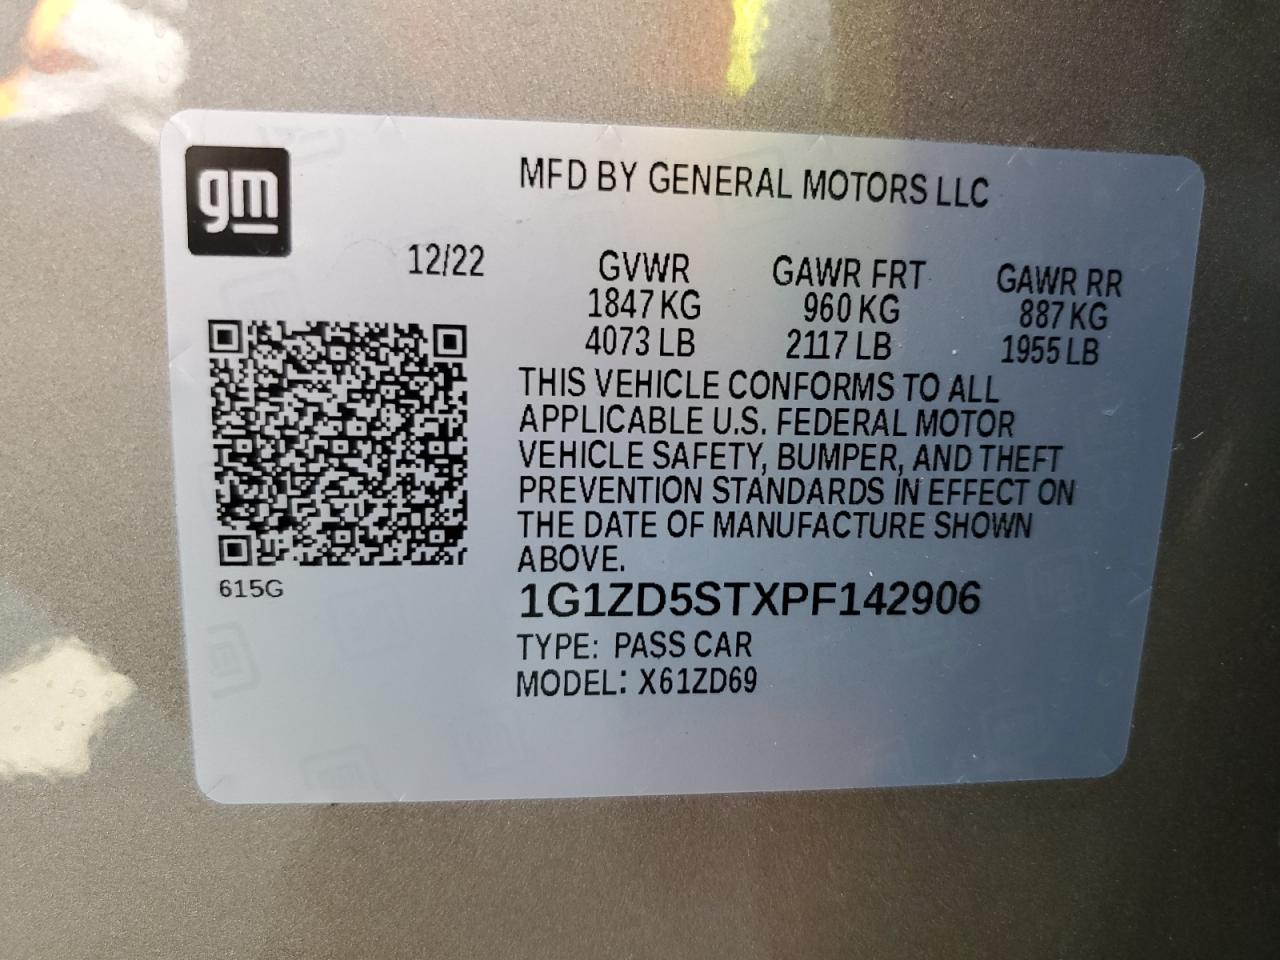 gm
MFD BY GENERAL MOTORS LLC
12/22
GVWR GAWR FRT GAWR RR
1847 KG 960 KG 887 KG
4073 LB 2117 LB 1955 LB
THIS VEHICLE CONFORMS TO ALL
APPLICABLE U.S. FEDERAL MOTOR
VEHICLE SAFETY, BUMPER, AND THEFT
PREVENTION STANDARDS IN EFFECT ON
THE DATE OF MANUFACTURE SHOWN
ABOVE.
615G
1G1ZD5STXPF142906
TYPE: PASS CAR
MODEL: X61ZD69